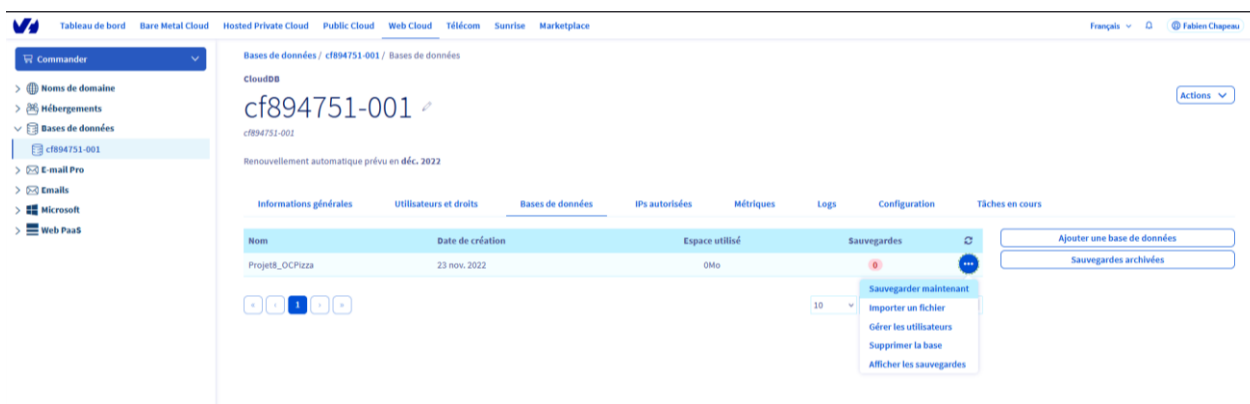 Tableau de bord Bare Metal Cloud Hosted Private Cloud Public Cloud Web Cloud Télécom Sunrise Marketplace Français Fabien Chapeau
Commander
Noms de domaine
Hébergements
Bases de données
cf894751-001
E-mail Pro
Emails
Microsoft
Web PaaS
Bases de données / cf894751-001 / Bases de données
CloudDB
cf894751-001
Actions
cf894751-001
Renouvellement automatique prévu en déc. 2022
Informations générales Utilisateurs et droits Bases de données IPs autorisées Métriques Logs Configuration Tâches en cours
Nom Date de création Espace utilisé Sauvegardes
Projet8_OCPizza 23 nov. 2022 0Mo 0 ...
« ‹ 1 › » 10
Sauvegarder maintenant
Importer un fichier
Gérer les utilisateurs
Supprimer la base
Afficher les sauvegardes
Ajouter une base de données
Sauvegardes archivées